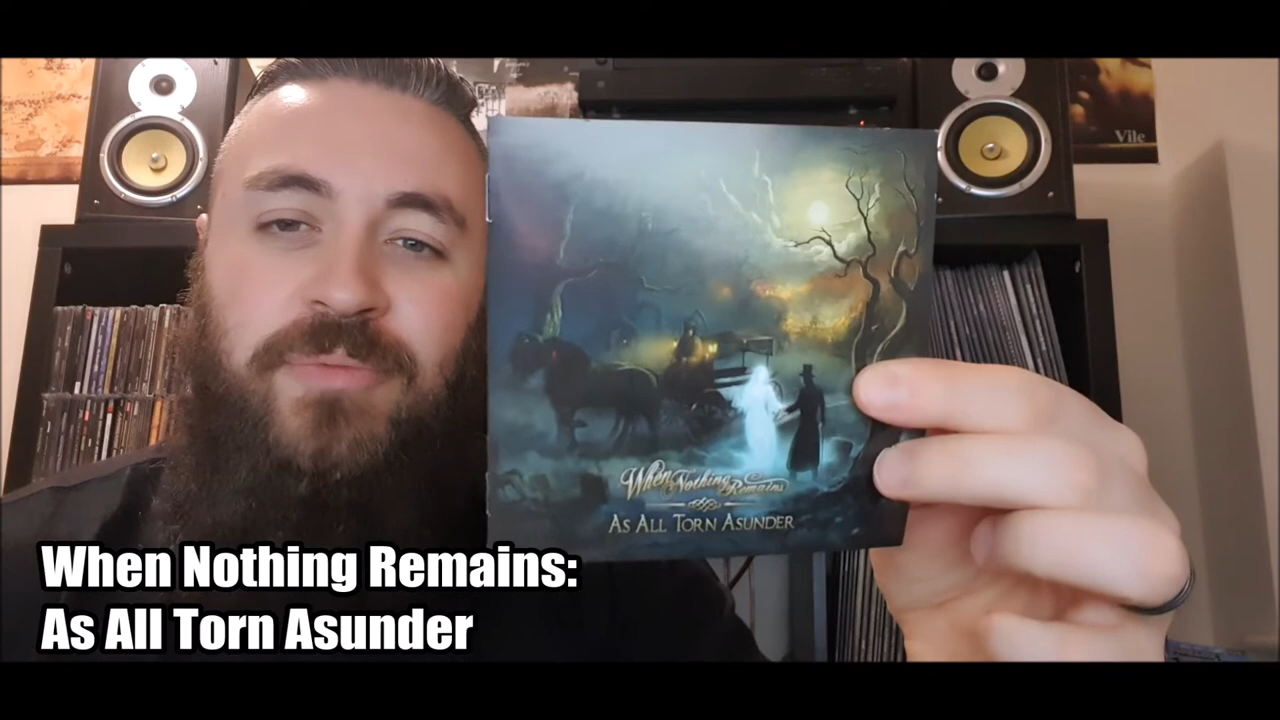 Vile
When Nothing Remains
As All Torn Asunder
When Nothing Remains:
As All Torn Asunder